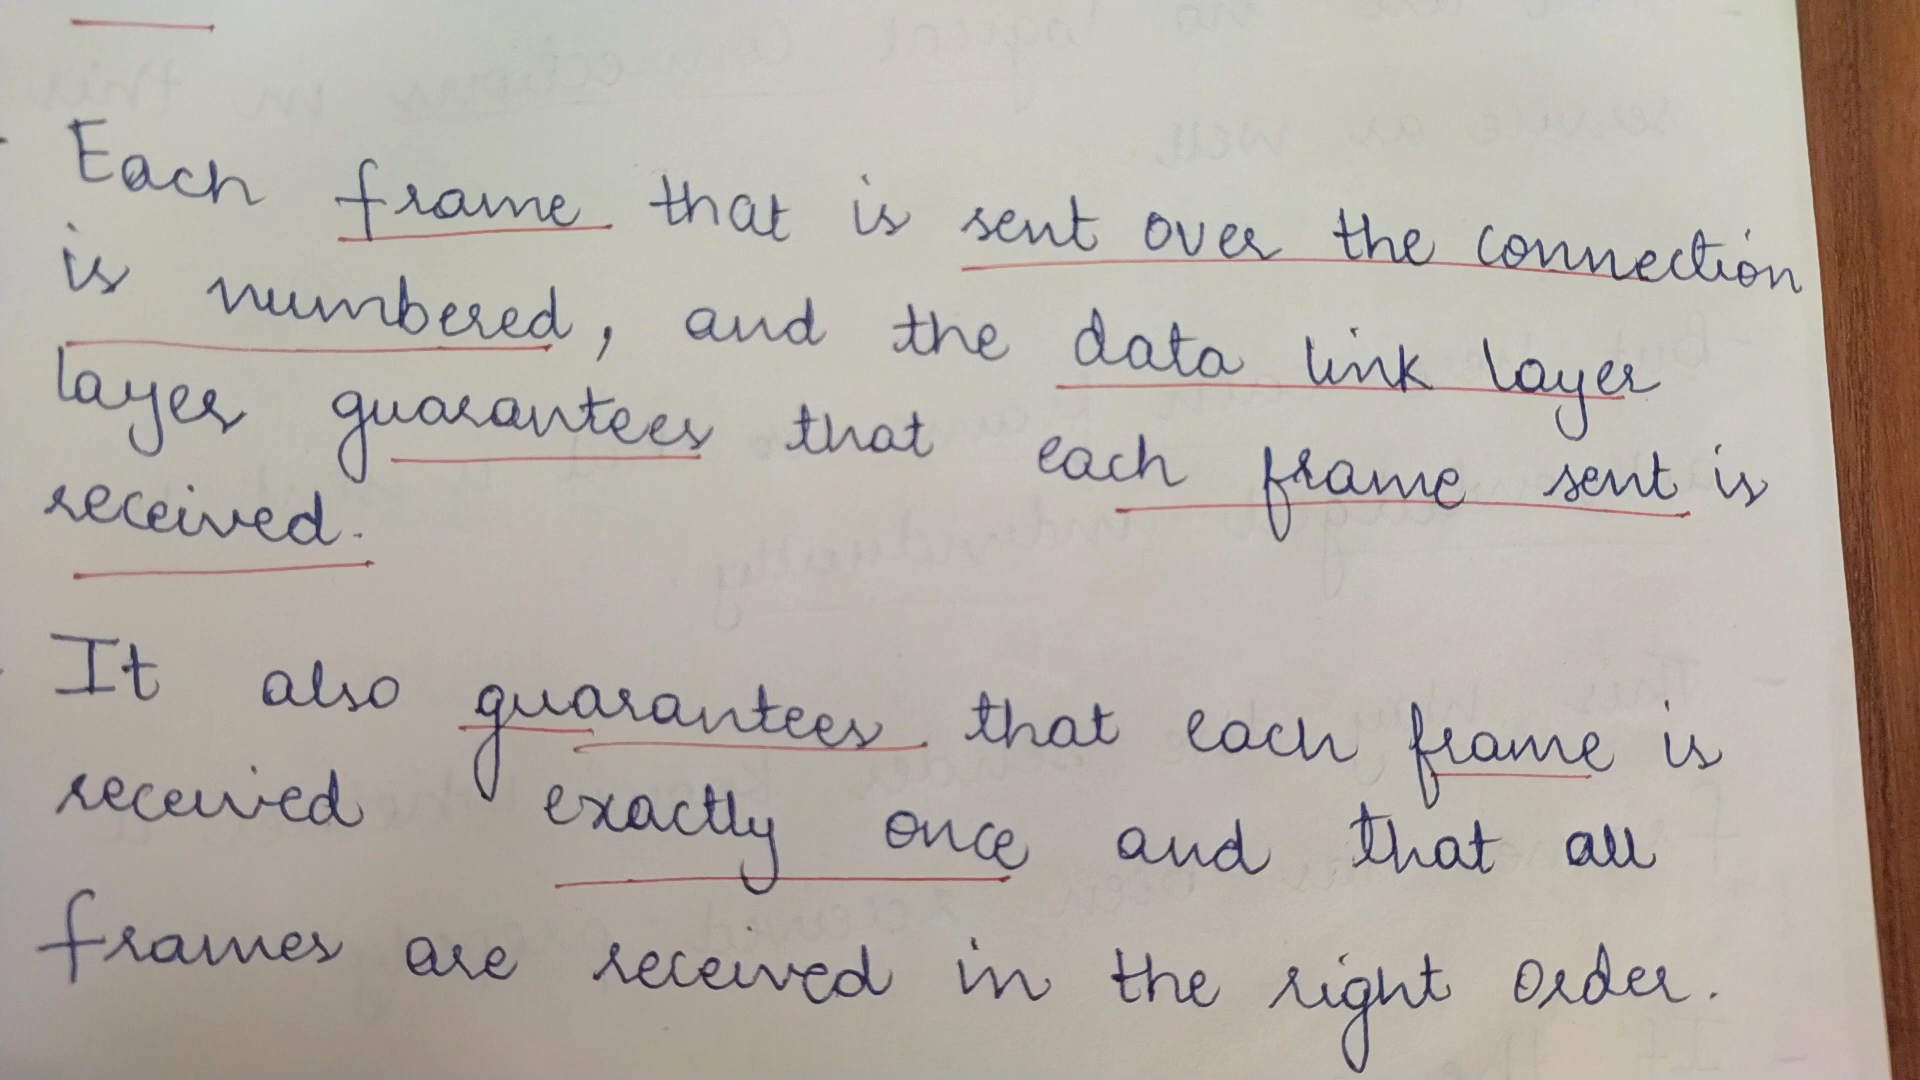 - Each frame that is sent over the connection
is numbered, and the data link layer
layer guarantees that each frame sent is
received.
- It also guarantees that each frame is
received exactly once and that all
frames are received in the right order.